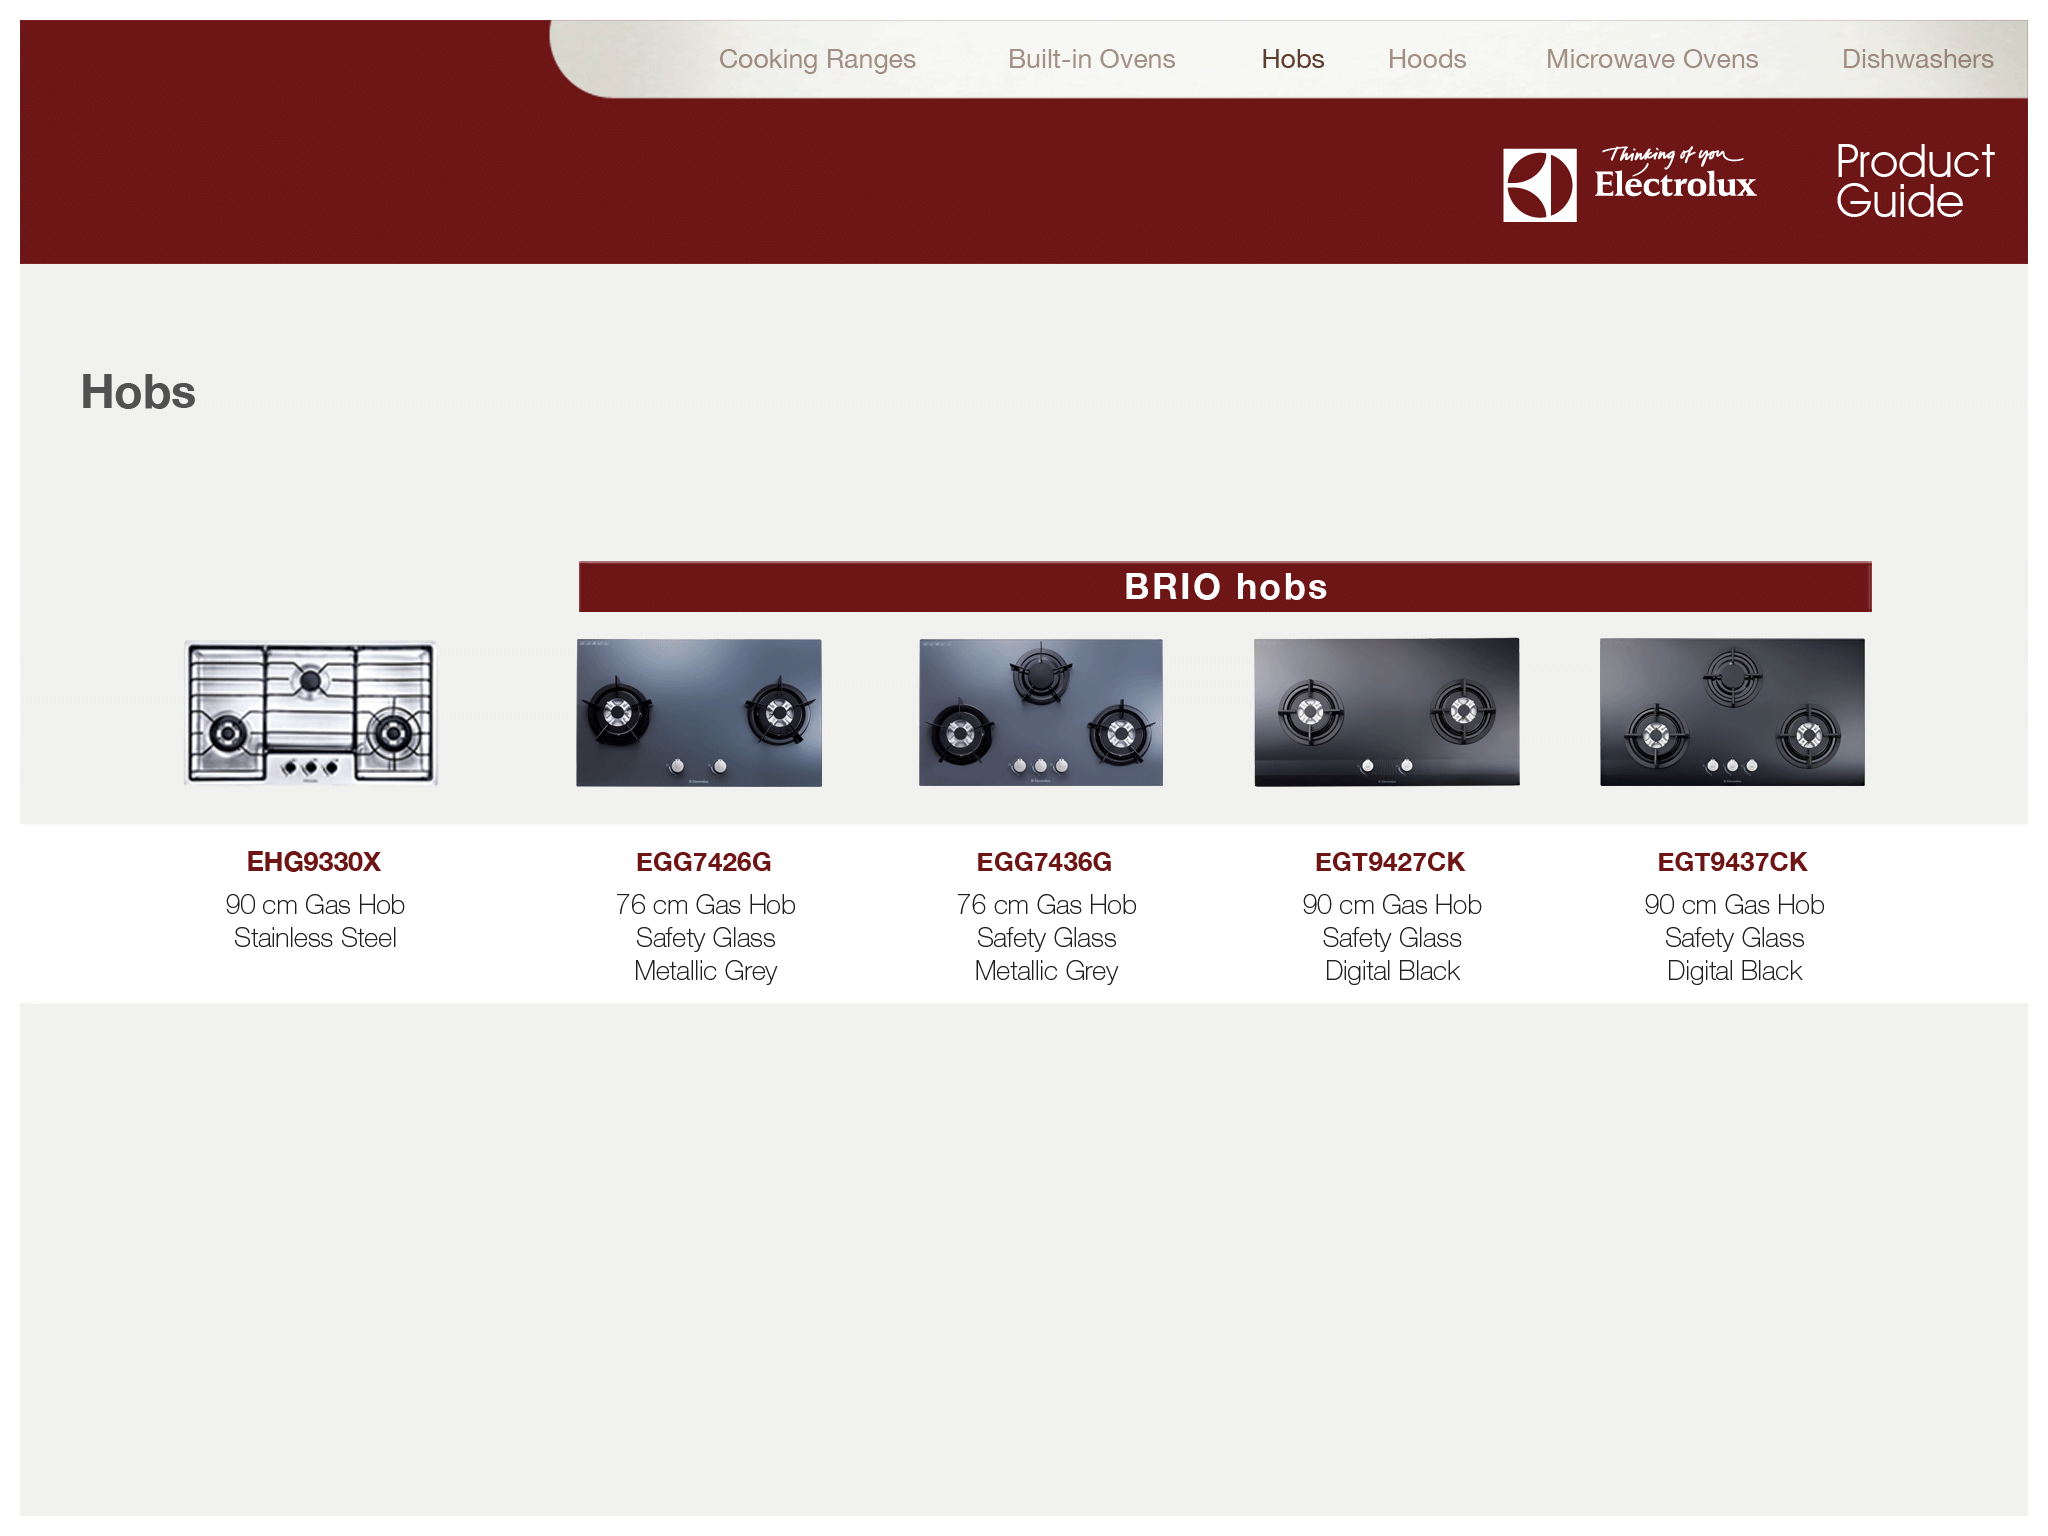 Cooking Ranges Built-in Ovens Hobs Hoods Microwave Ovens Dishwashers
Thinking of you
Electrolux
Product
Guide
Hobs
BRIO hobs
EHG9330X
90 cm Gas Hob
Stainless Steel
EGG7426G
76 cm Gas Hob
Safety Glass
Metallic Grey
EGG7436G
76 cm Gas Hob
Safety Glass
Metallic Grey
EGT9427CK
90 cm Gas Hob
Safety Glass
Digital Black
EGT9437CK
90 cm Gas Hob
Safety Glass
Digital Black